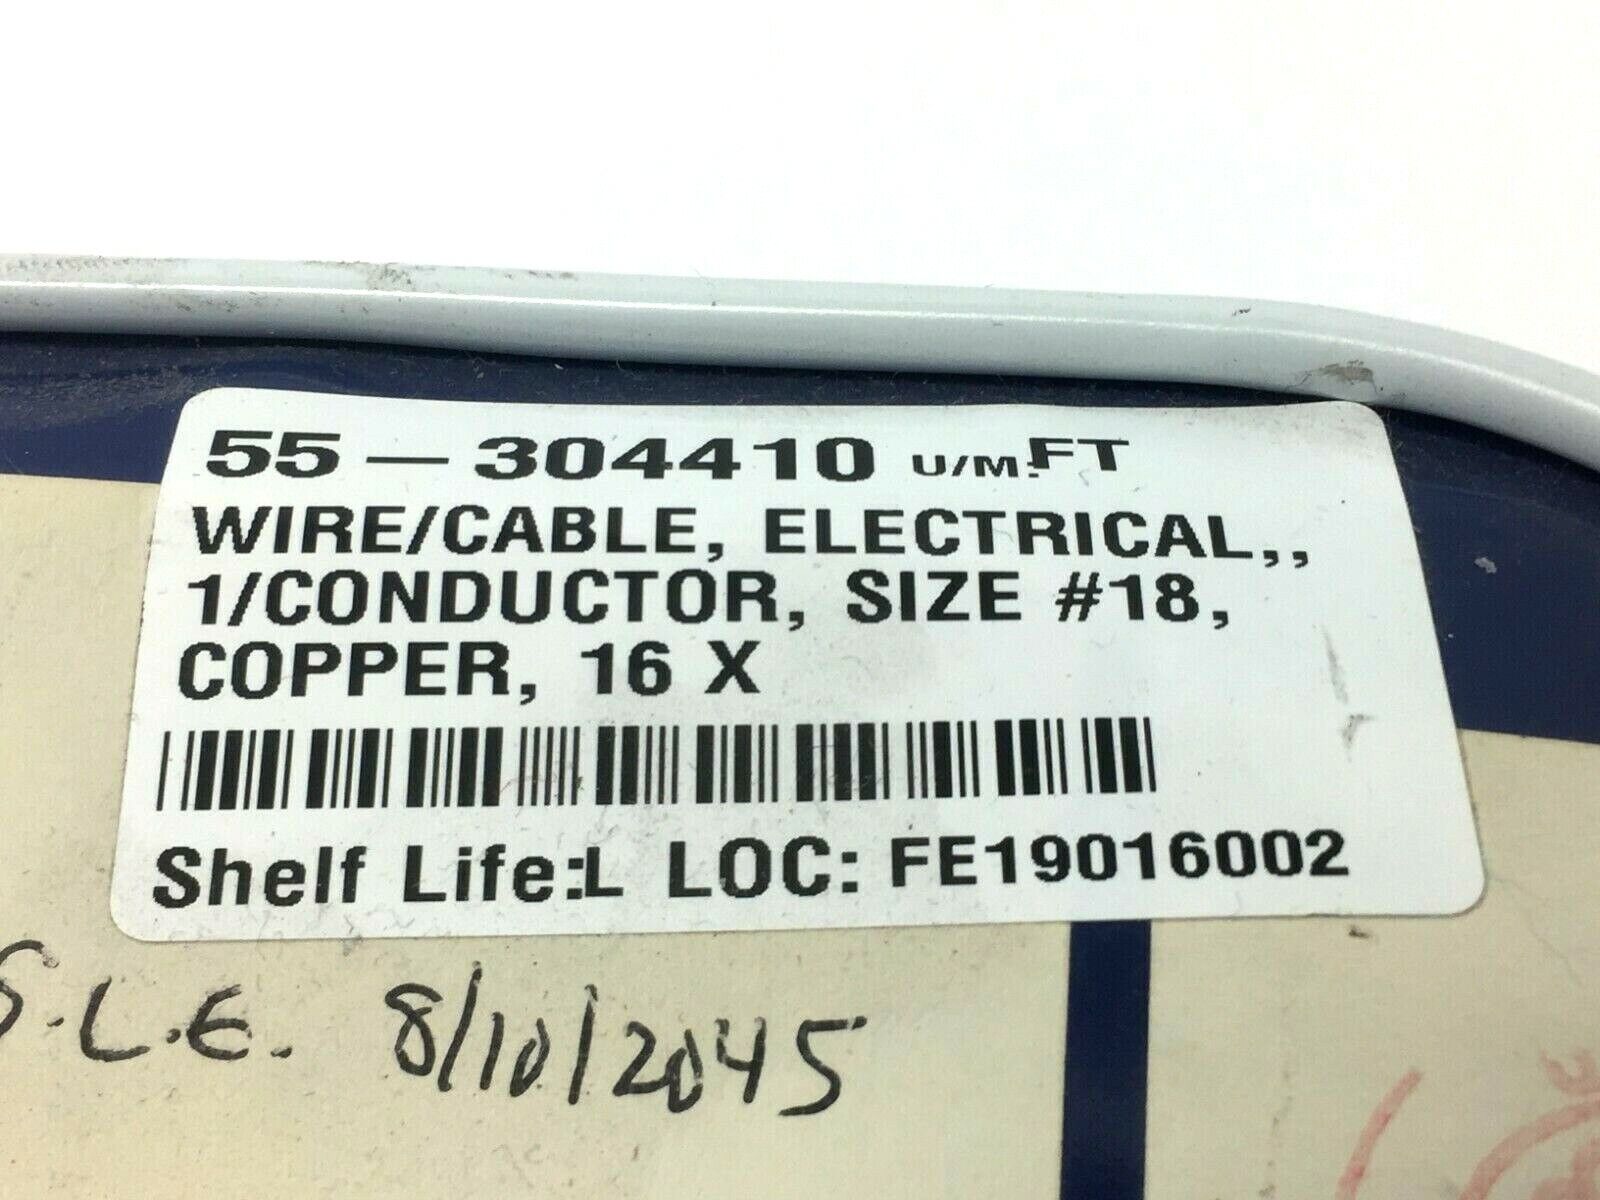 55-304410 U/M:FT
WIRE/CABLE, ELECTRICAL,,
1/CONDUCTOR, SIZE #18,
COPPER, 16 X
Shelf Life:L LOC: FE19016002
S.L.E. 8/10/2045